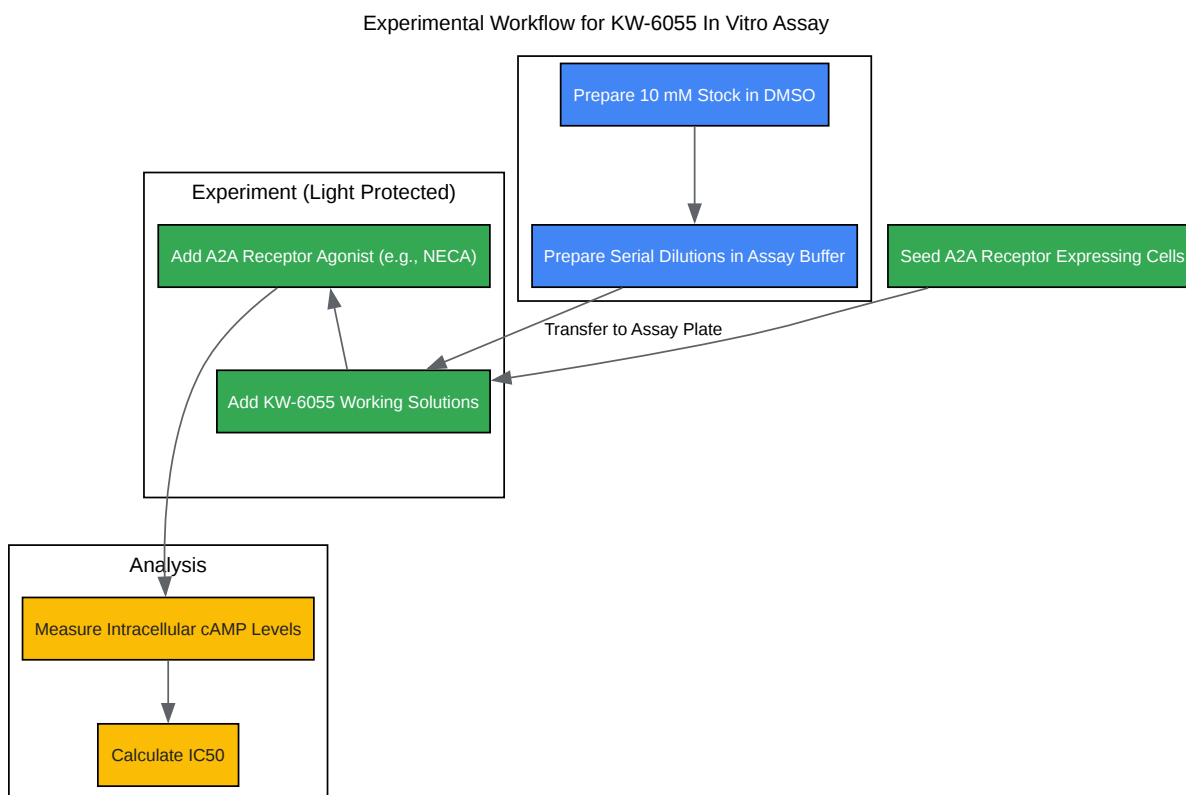 Experimental Workflow for KW-6055 In Vitro Assay
Prepare 10 mM Stock in DMSO
Experiment (Light Protected)
Add A2A Receptor Agonist (e.g., NECA)
Prepare Serial Dilutions in Assay Buffer
Seed A2A Receptor Expressing Cells
Transfer to Assay Plate
Add KW-6055 Working Solutions
Analysis
Measure Intracellular cAMP Levels
Calculate IC50